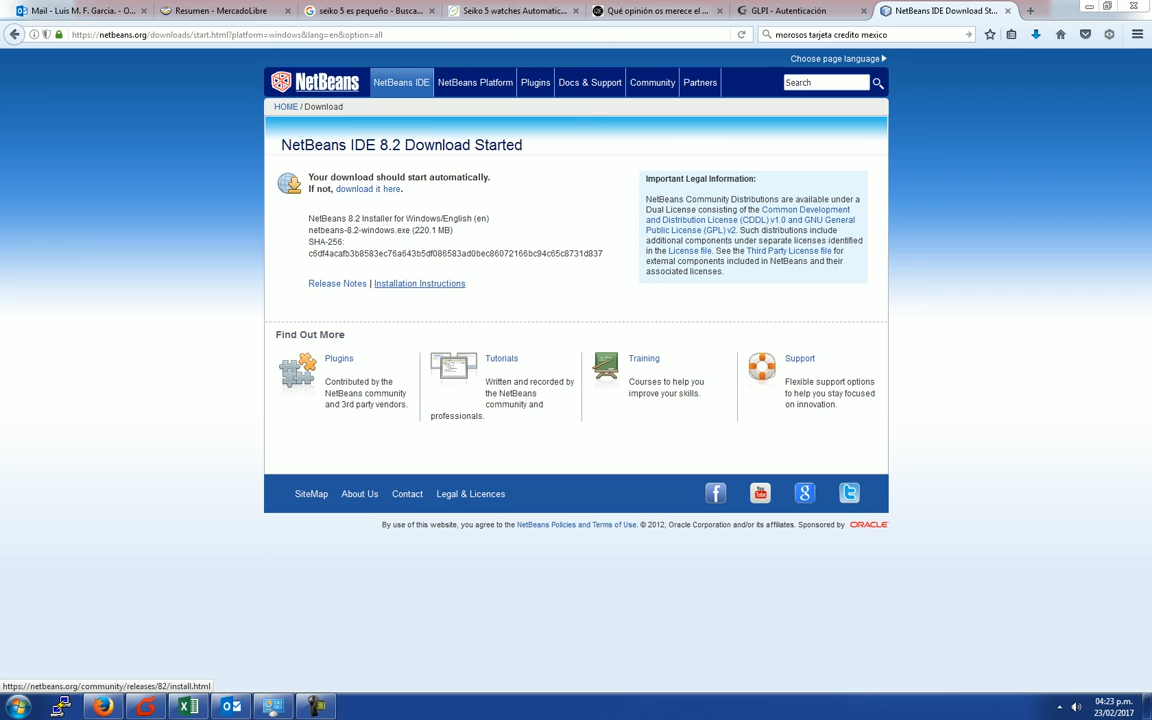 Mail - Luis M. F. Garcia. - O...
Resumen - MercadoLibre
seiko 5 es pequeño - Busca...
Seiko 5 watches Automatic...
Qué opinión os merece el ...
GLPI - Autenticación
NetBeans IDE Download St...
https://netbeans.org/downloads/start.html?platform=windows&lang=en&option=all
morosos tarjeta credito mexico
Choose page language
NetBeans
NetBeans IDE
NetBeans Platform
Plugins
Docs & Support
Community
Partners
Search
HOME / Download
NetBeans IDE 8.2 Download Started
Your download should start automatically.
If not, download it here.
NetBeans 8.2 Installer for Windows/English (en)
netbeans-8.2-windows.exe (220.1 MB)
SHA-256:
c6df4acafb3b8583ec76a643b5df086583ad0bec86072166bc94c65c8731d837
Release Notes | Installation Instructions
Important Legal Information:
NetBeans Community Distributions are available under a
Dual License consisting of the Common Development
and Distribution License (CDDL) v1.0 and GNU General
Public License (GPL) v2. Such distributions include
additional components under separate licenses identified
in the License file. See the Third Party License file for
external components included in NetBeans and their
associated licenses.
Find Out More
Plugins
Contributed by the
NetBeans community
and 3rd party vendors.
Tutorials
Written and recorded by
the NetBeans
community and
professionals.
Training
Courses to help you
improve your skills.
Support
Flexible support options
to help you stay focused
on innovation.
SiteMap
About Us
Contact
Legal & Licences
By use of this website, you agree to the NetBeans Policies and Terms of Use. © 2012, Oracle Corporation and/or its affiliates. Sponsored by ORACLE
https://netbeans.org/community/releases/82/install.html
04:23 p.m.
23/02/2017